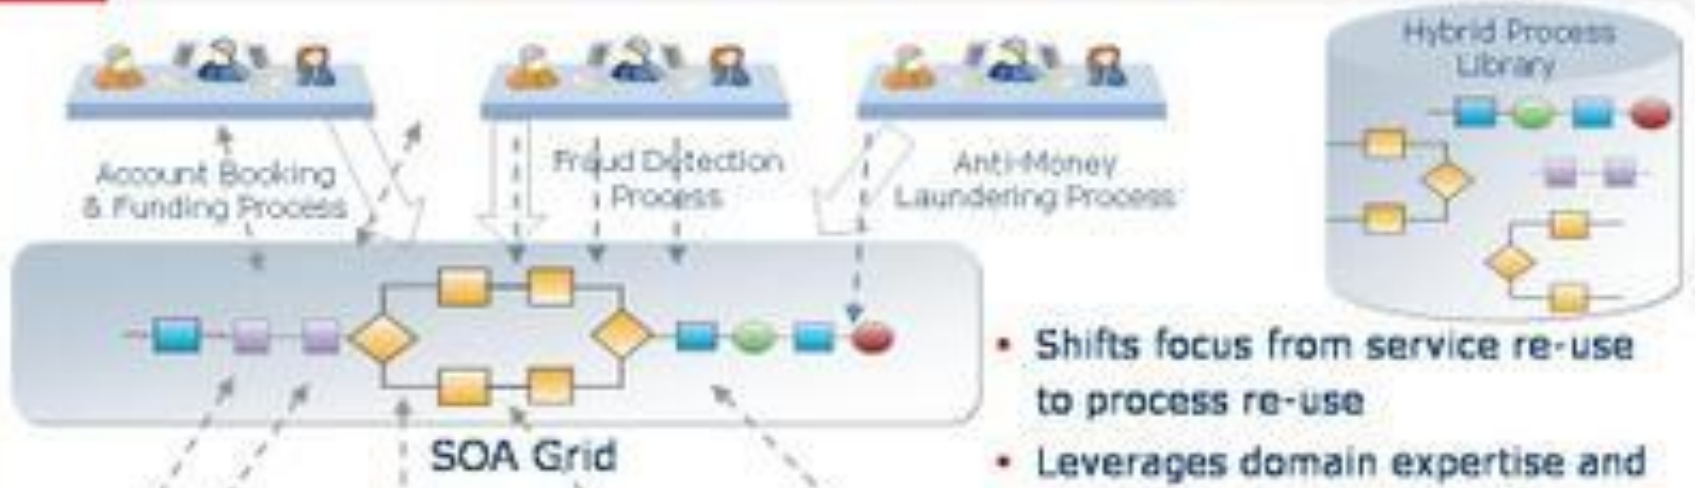 Account Booking
& Funding Process
Fraud Detection
Process
Anti-Money
Laundering Process
Hybrid Process
Library
SOA Grid
• Shifts focus from service re-use
to process re-use
• Leverages domain expertise and